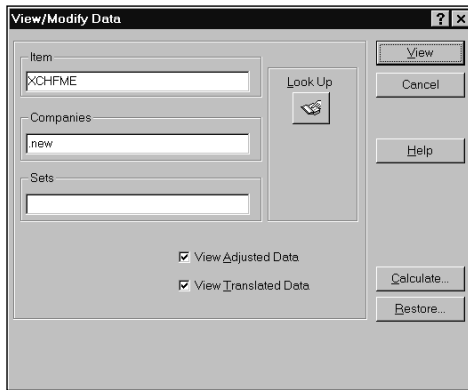 View/Modify Data
Item
XCHFME
Companies
.new
Sets
Look Up
View Adjusted Data
View Translated Data
View
Cancel
Help
Calculate...
Restore...